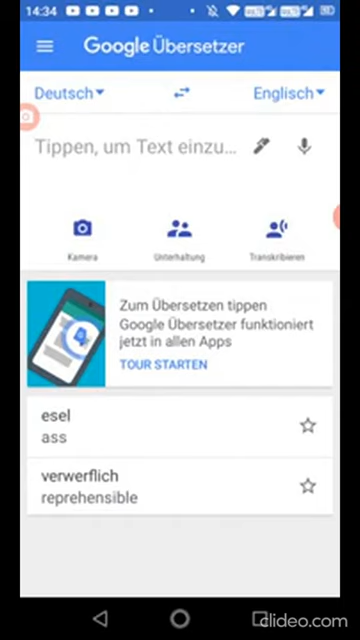 14:34
Google Übersetzer
Deutsch
Englisch
Tippen, um Text einzu...
Kamera
Unterhaltung
Transkribieren
Zum Übersetzen tippen
Google Übersetzer funktioniert
jetzt in allen Apps
TOUR STARTEN
esel
ass
verwerflich
reprehensible
clideo.com